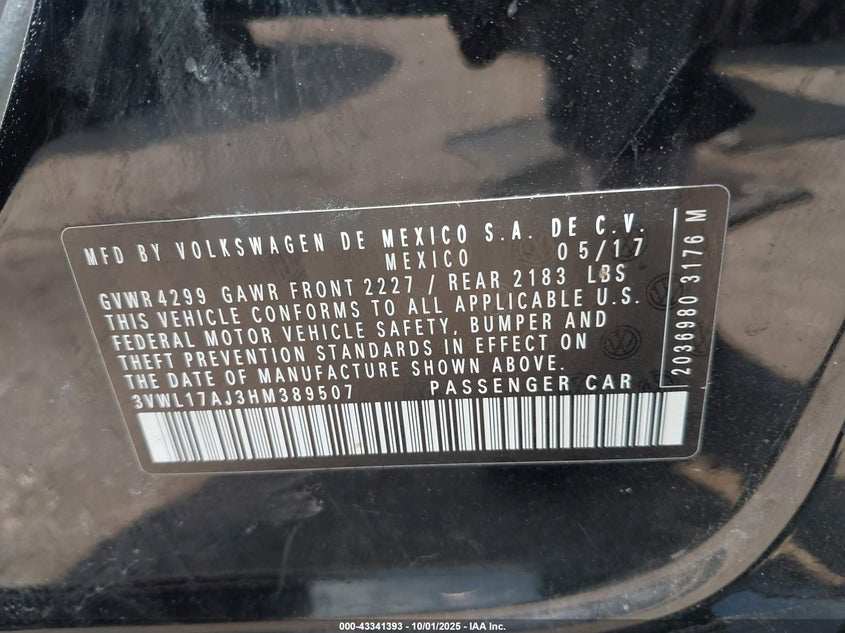 MFD BY VOLKSWAGEN DE MEXICO S.A. DE C.V.
MEXICO 05/17
GVWR4299 GAWR FRONT 2227 / REAR 2183 LBS
THIS VEHICLE CONFORMS TO ALL APPLICABLE U.S.
FEDERAL MOTOR VEHICLE SAFETY, BUMPER AND
THEFT PREVENTION STANDARDS IN EFFECT ON
THE DATE OF MANUFACTURE SHOWN ABOVE.
3VWL17AJ3HM389507 PASSENGER CAR
2036980 3176 M
000-43341393 - 10/01/2025 - IAA Inc.